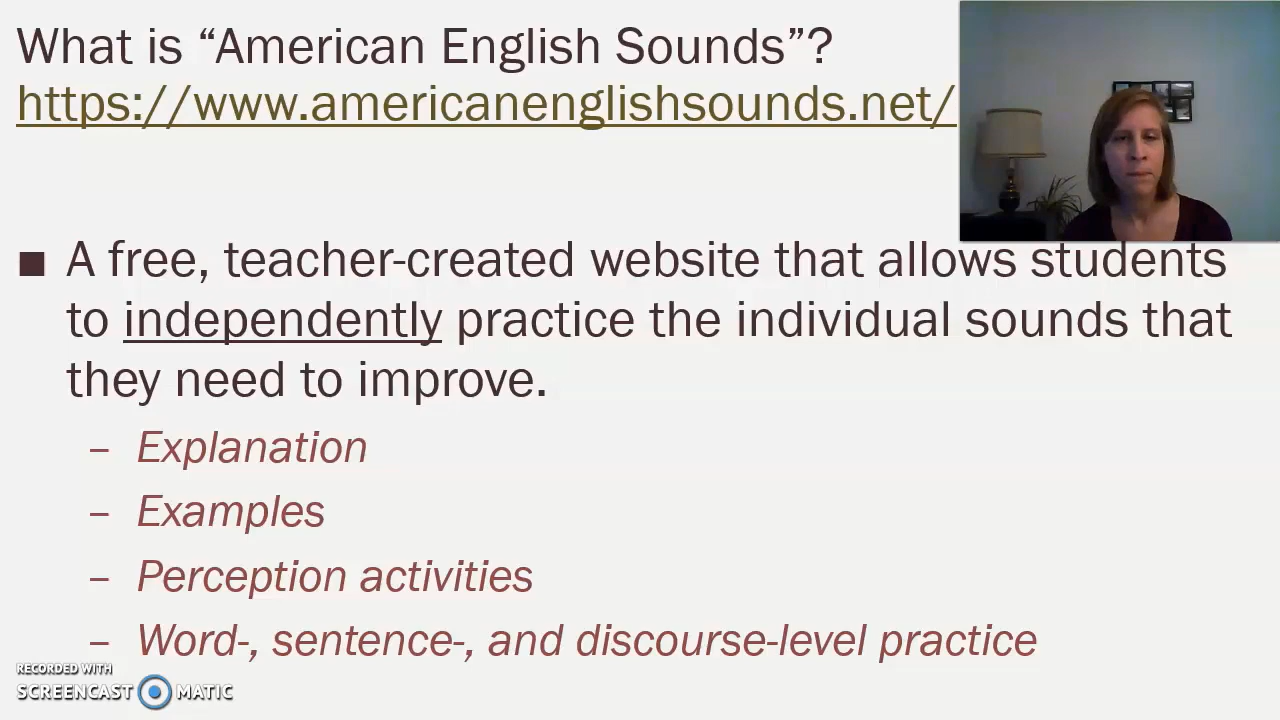 What is “American English Sounds”?
https://www.americanenglishsounds.net/
■ A free, teacher-created website that allows students
to independently practice the individual sounds that
they need to improve.
– Explanation
– Examples
– Perception activities
– Word-, sentence-, and discourse-level practice
RECORDED WITH
SCREENCAST MATIC